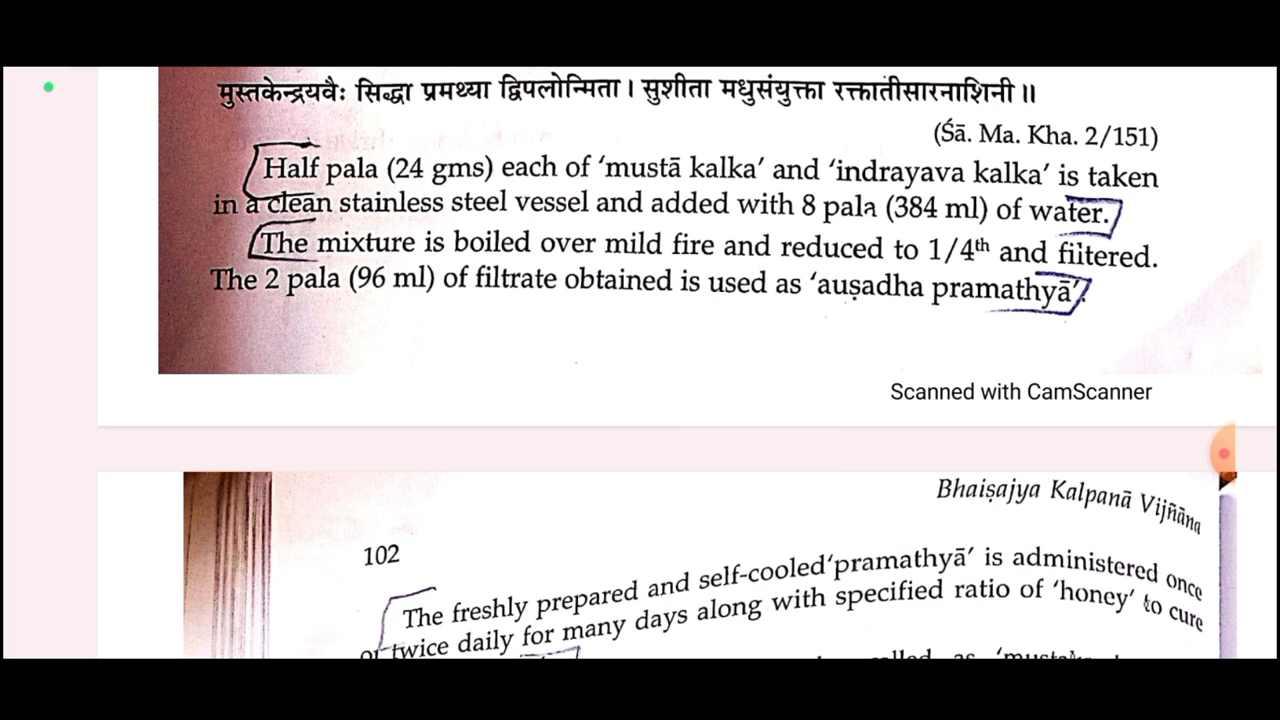 मुस्तकेन्द्रयवैः सिद्धा प्रमथ्या द्विपलोन्मिता। सुशीता मधुसंयुक्ता रक्तातीसारनाशिनी॥
(Śā. Ma. Kha. 2/151)
Half pala (24 gms) each of ‘mustā kalka’ and ‘indrayava kalka’ is taken
in a clean stainless steel vessel and added with 8 pala (384 ml) of water.
The mixture is boiled over mild fire and reduced to 1/4th and filtered.
The 2 pala (96 ml) of filtrate obtained is used as ‘auṣadha pramathyā’.
Scanned with CamScanner
Bhaiṣajya Kalpanā Vijñāna
102
The freshly prepared and self-cooled‘pramathyā’ is administered once
or twice daily for many days along with specified ratio of ‘honey’ to cure
as